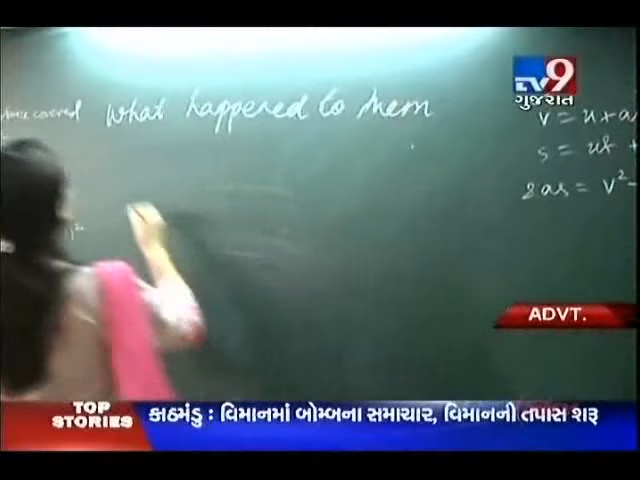 TV9
ગુજરાત
what happened to them
v = u + a
s = ut +
2as = v² -
ADVT.
TOP STORIES
કાઠમંડુ : વિમાનમાં બોમ્બના સમાચાર, વિમાનની તપાસ શરૂ